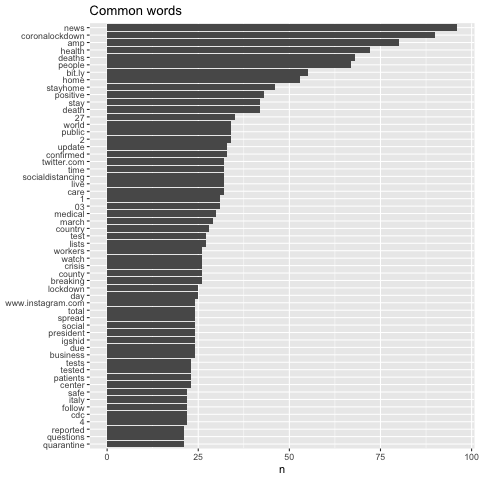 Common words
news
coronalockdown
amp
health
deaths
people
bit.ly
home
stayhome
positive
stay
death
27
world
public
2
update
confirmed
twitter.com
time
socialdistancing
live
care
1
03
medical
march
country
test
lists
workers
watch
crisis
county
breaking
lockdown
day
www.instagram.com
total
spread
social
president
igshid
due
business
tests
tested
patients
center
safe
italy
follow
cdc
4
reported
questions
quarantine
0 25 50 75 100
n